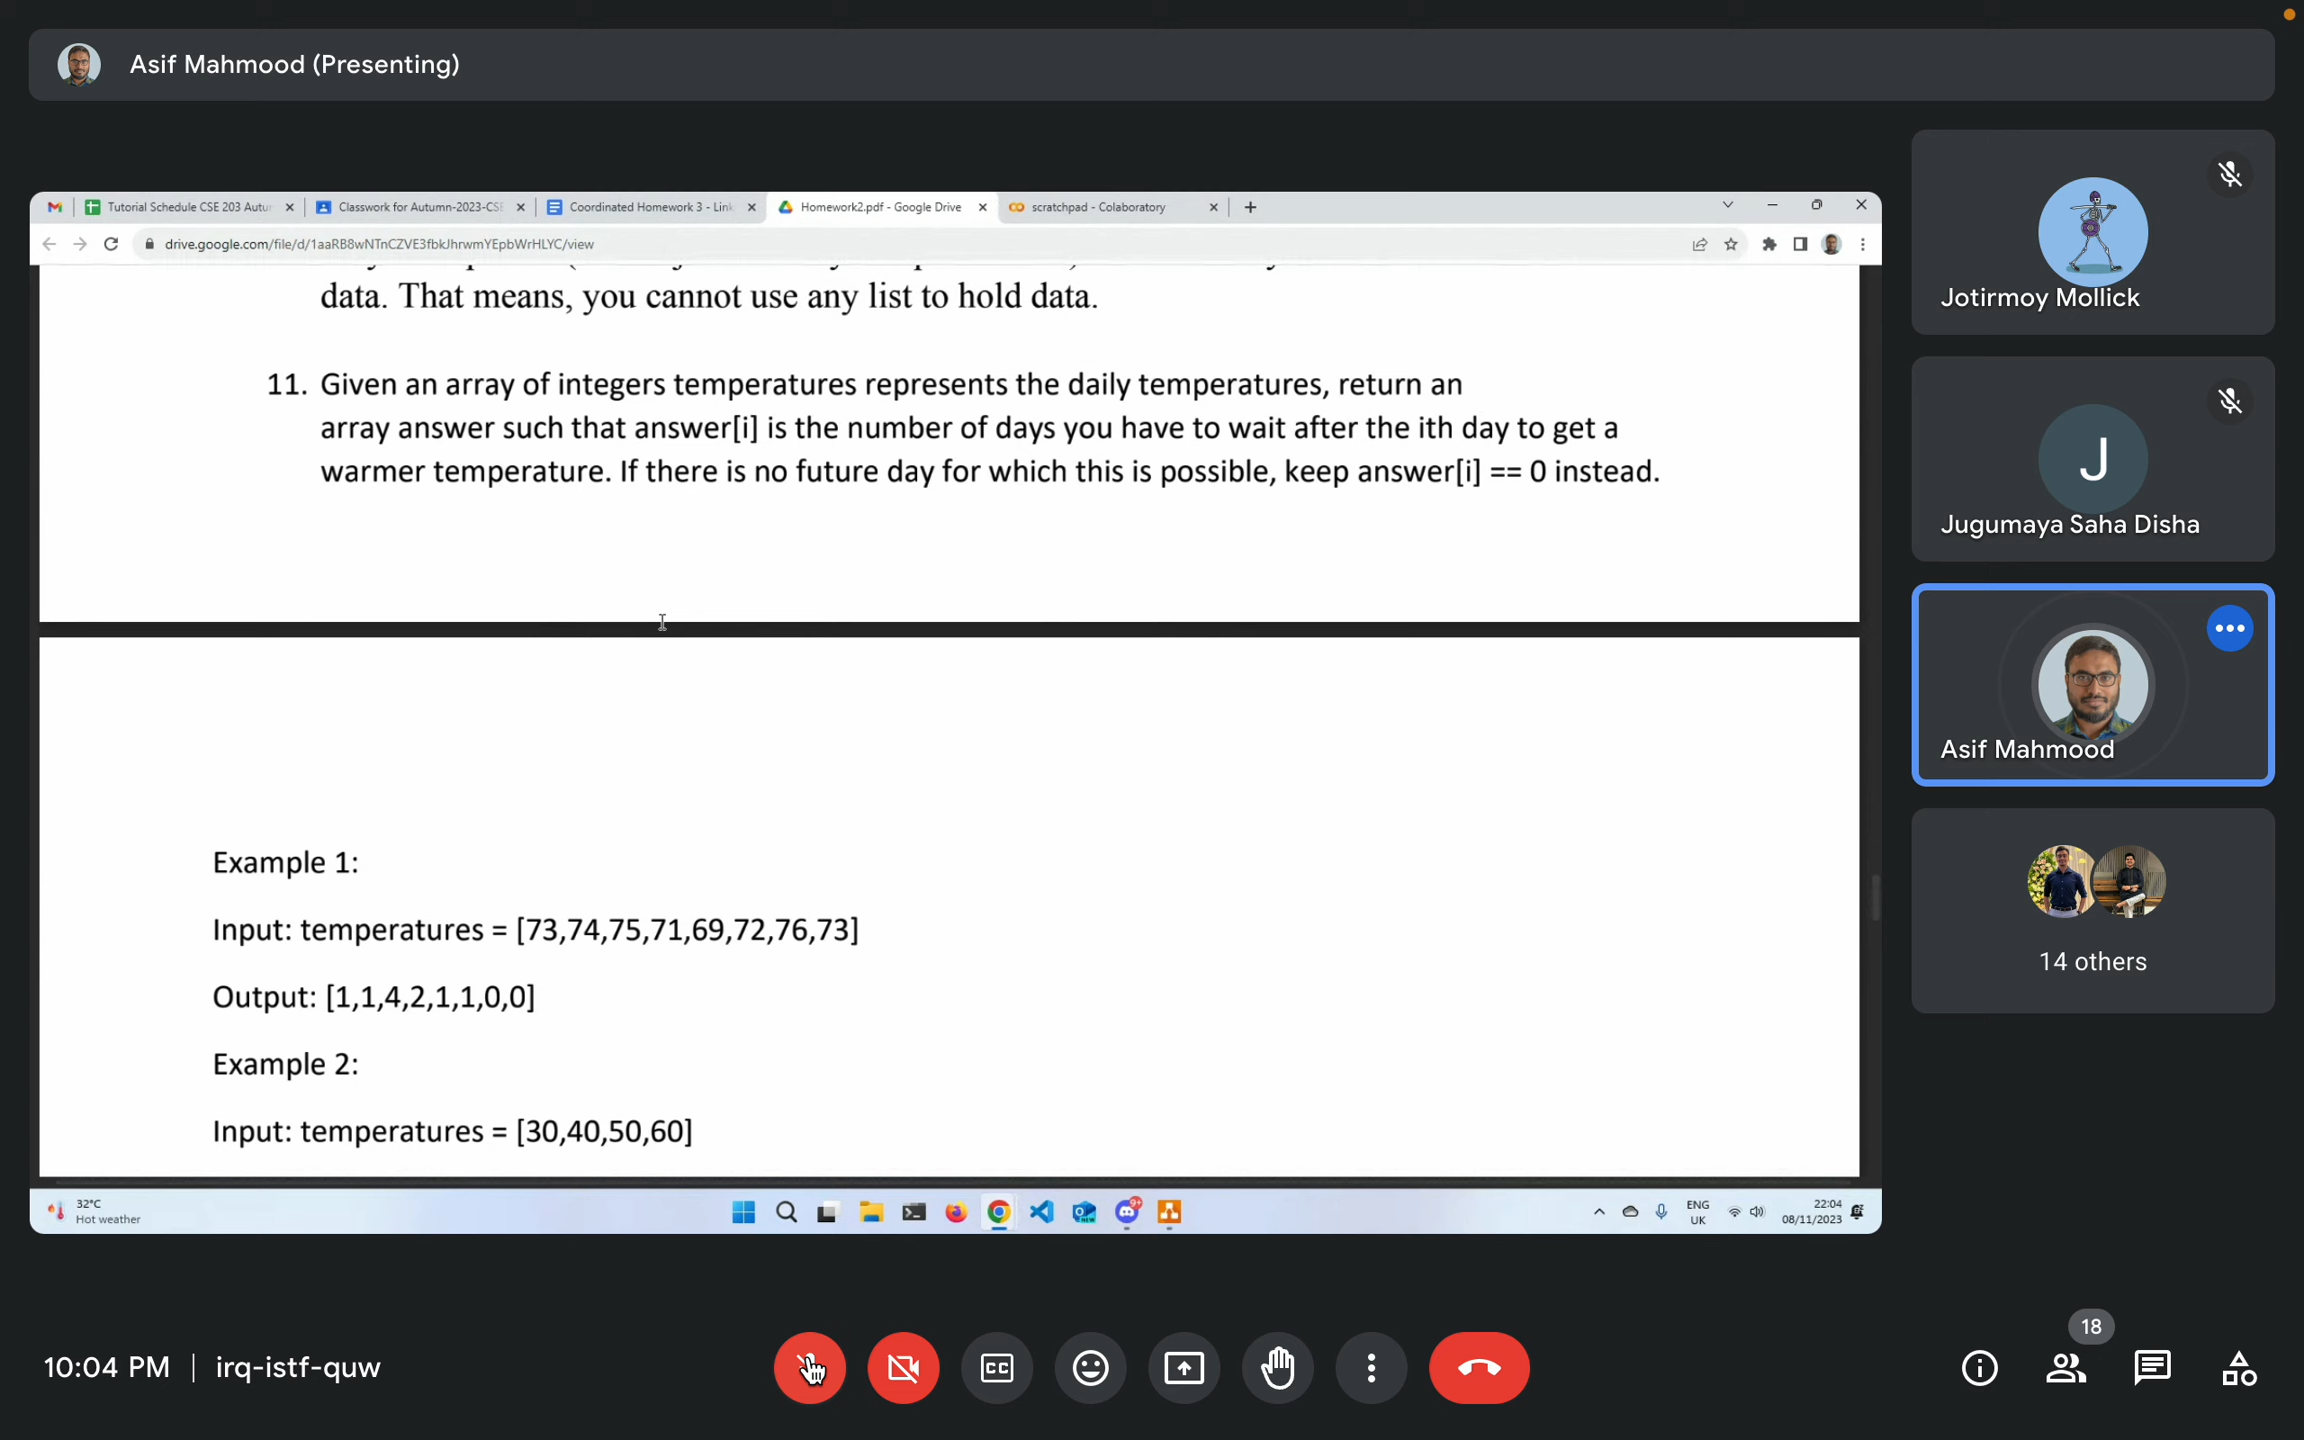 Asif Mahmood (Presenting)
Tutorial Schedule CSE 203 Autur
Classwork for Autumn-2023-CSE
Coordinated Homework 3 - Link
Homework2.pdf - Google Drive
scratchpad - Colaboratory
drive.google.com/file/d/1aaRB8wNTnCZVE3fbkJhrwmYEpbWrHLYC/view
data. That means, you cannot use any list to hold data.
11. Given an array of integers temperatures represents the daily temperatures, return an
array answer such that answer[i] is the number of days you have to wait after the ith day to get a
warmer temperature. If there is no future day for which this is possible, keep answer[i] == 0 instead.
Example 1:
Input: temperatures = [73,74,75,71,69,72,76,73]
Output: [1,1,4,2,1,1,0,0]
Example 2:
Input: temperatures = [30,40,50,60]
32°C
Hot weather
ENG
UK
22:04
08/11/2023
Jotirmoy Mollick
J
Jugumaya Saha Disha
Asif Mahmood
14 others
10:04 PM | irq-istf-quw
CC
18